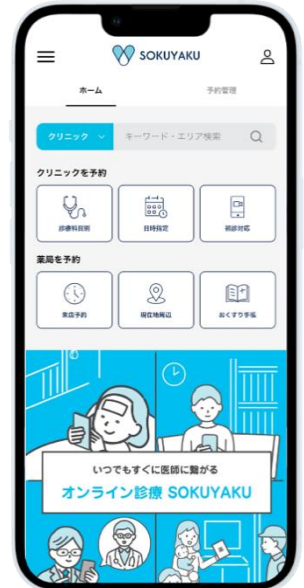 SOKUYAKU
ホーム 予約管理
クリニック キーワード・エリア検索
クリニックを予約
診療科目別 日時指定 初診対応
薬局を予約
来店予約 現在地周辺 おくすり手帳
いつでもすぐに医師に繋がる
オンライン診療 SOKUYAKU